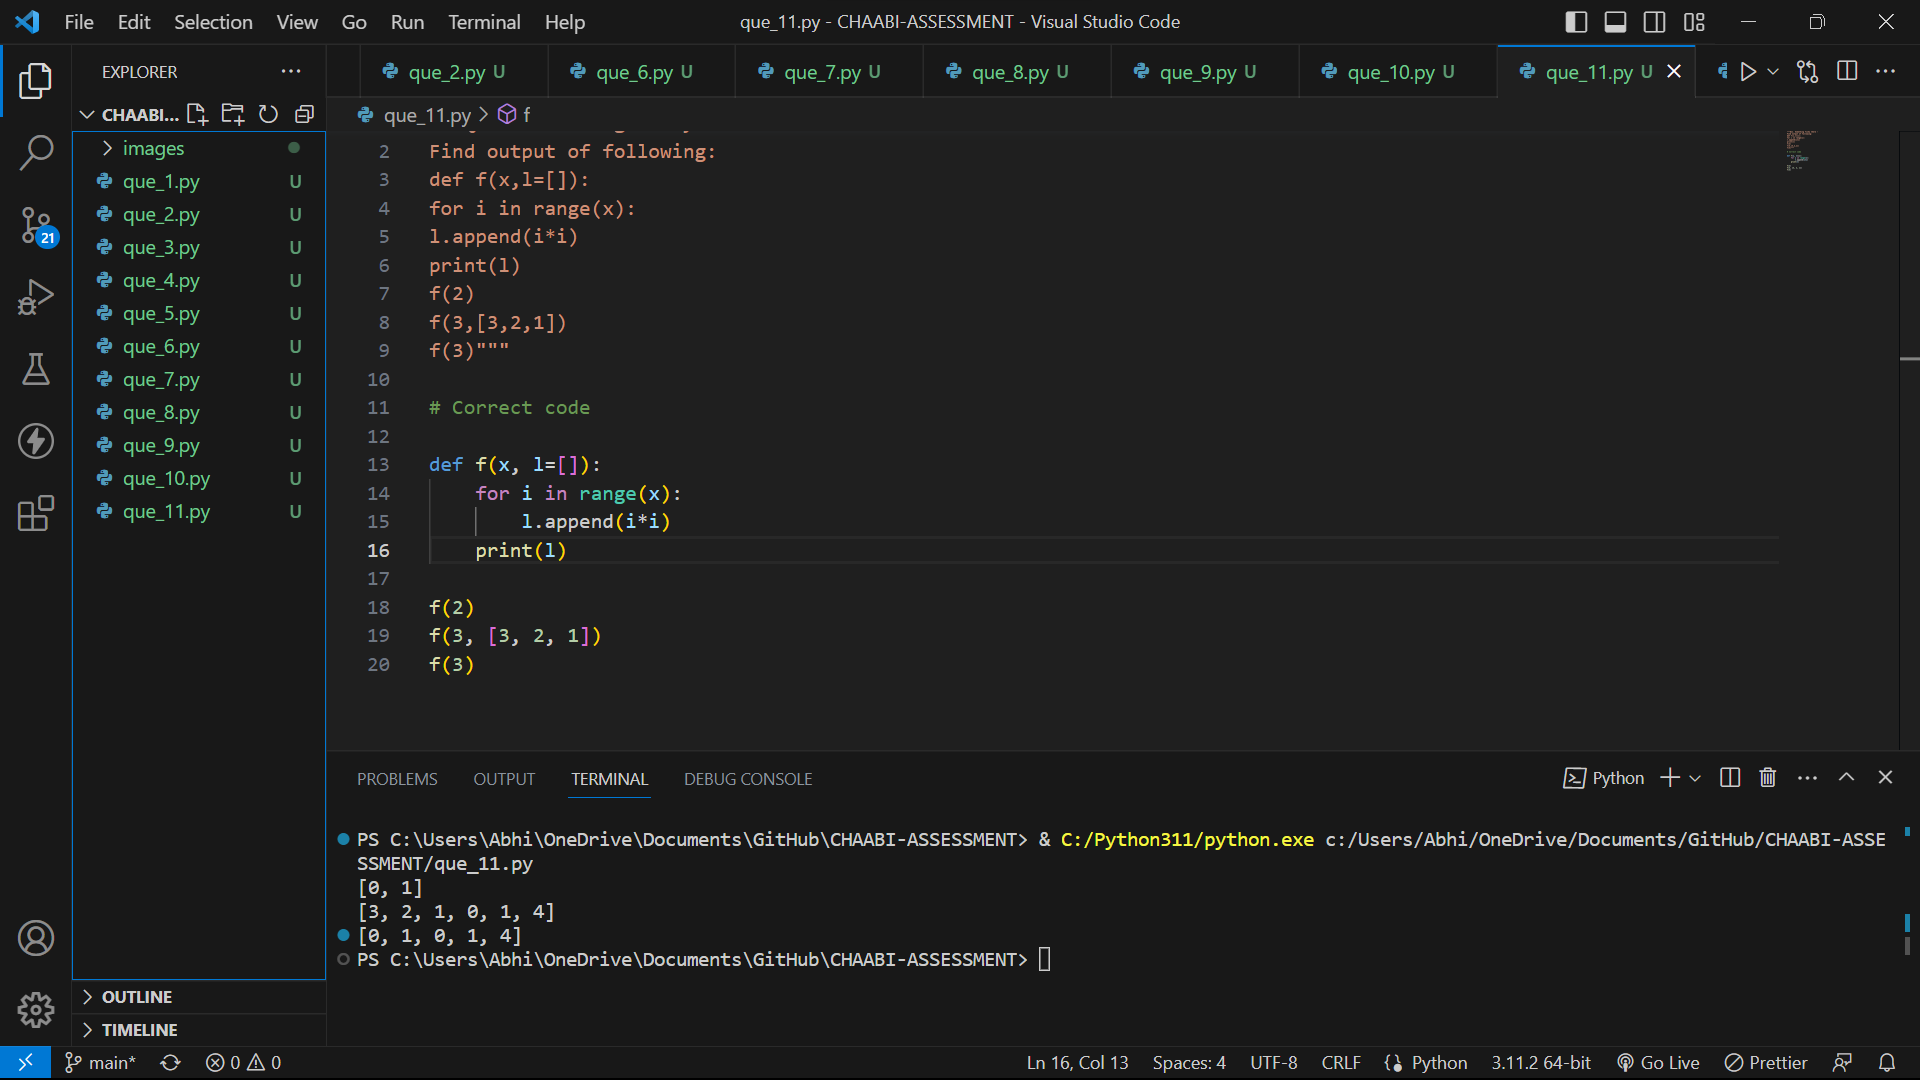 File Edit Selection View Go Run Terminal Help
que_11.py - CHAABI-ASSESSMENT - Visual Studio Code
EXPLORER
que_2.py U
que_6.py U
que_7.py U
que_8.py U
que_9.py U
que_10.py U
que_11.py U
CHAABI...
que_11.py > f
images
que_1.py U
que_2.py U
que_3.py U
que_4.py U
que_5.py U
que_6.py U
que_7.py U
que_8.py U
que_9.py U
que_10.py U
que_11.py U
21
OUTLINE
TIMELINE
2 Find output of following:
3 def f(x,l=[]):
4 for i in range(x):
5 l.append(i*i)
6 print(l)
7 f(2)
8 f(3,[3,2,1])
9 f(3)"""
10
11 # Correct code
12
13 def f(x, l=[]):
14 for i in range(x):
15 l.append(i*i)
16 print(l)
17
18 f(2)
19 f(3, [3, 2, 1])
20 f(3)
PROBLEMS OUTPUT TERMINAL DEBUG CONSOLE
Python
PS C:\Users\Abhi\OneDrive\Documents\GitHub\CHAABI-ASSESSMENT> & C:/Python311/python.exe c:/Users/Abhi/OneDrive/Documents/GitHub/CHAABI-ASSE
SSMENT/que_11.py
[0, 1]
[3, 2, 1, 0, 1, 4]
[0, 1, 0, 1, 4]
PS C:\Users\Abhi\OneDrive\Documents\GitHub\CHAABI-ASSESSMENT>
main* 0 0 Ln 16, Col 13 Spaces: 4 UTF-8 CRLF Python 3.11.2 64-bit Go Live Prettier